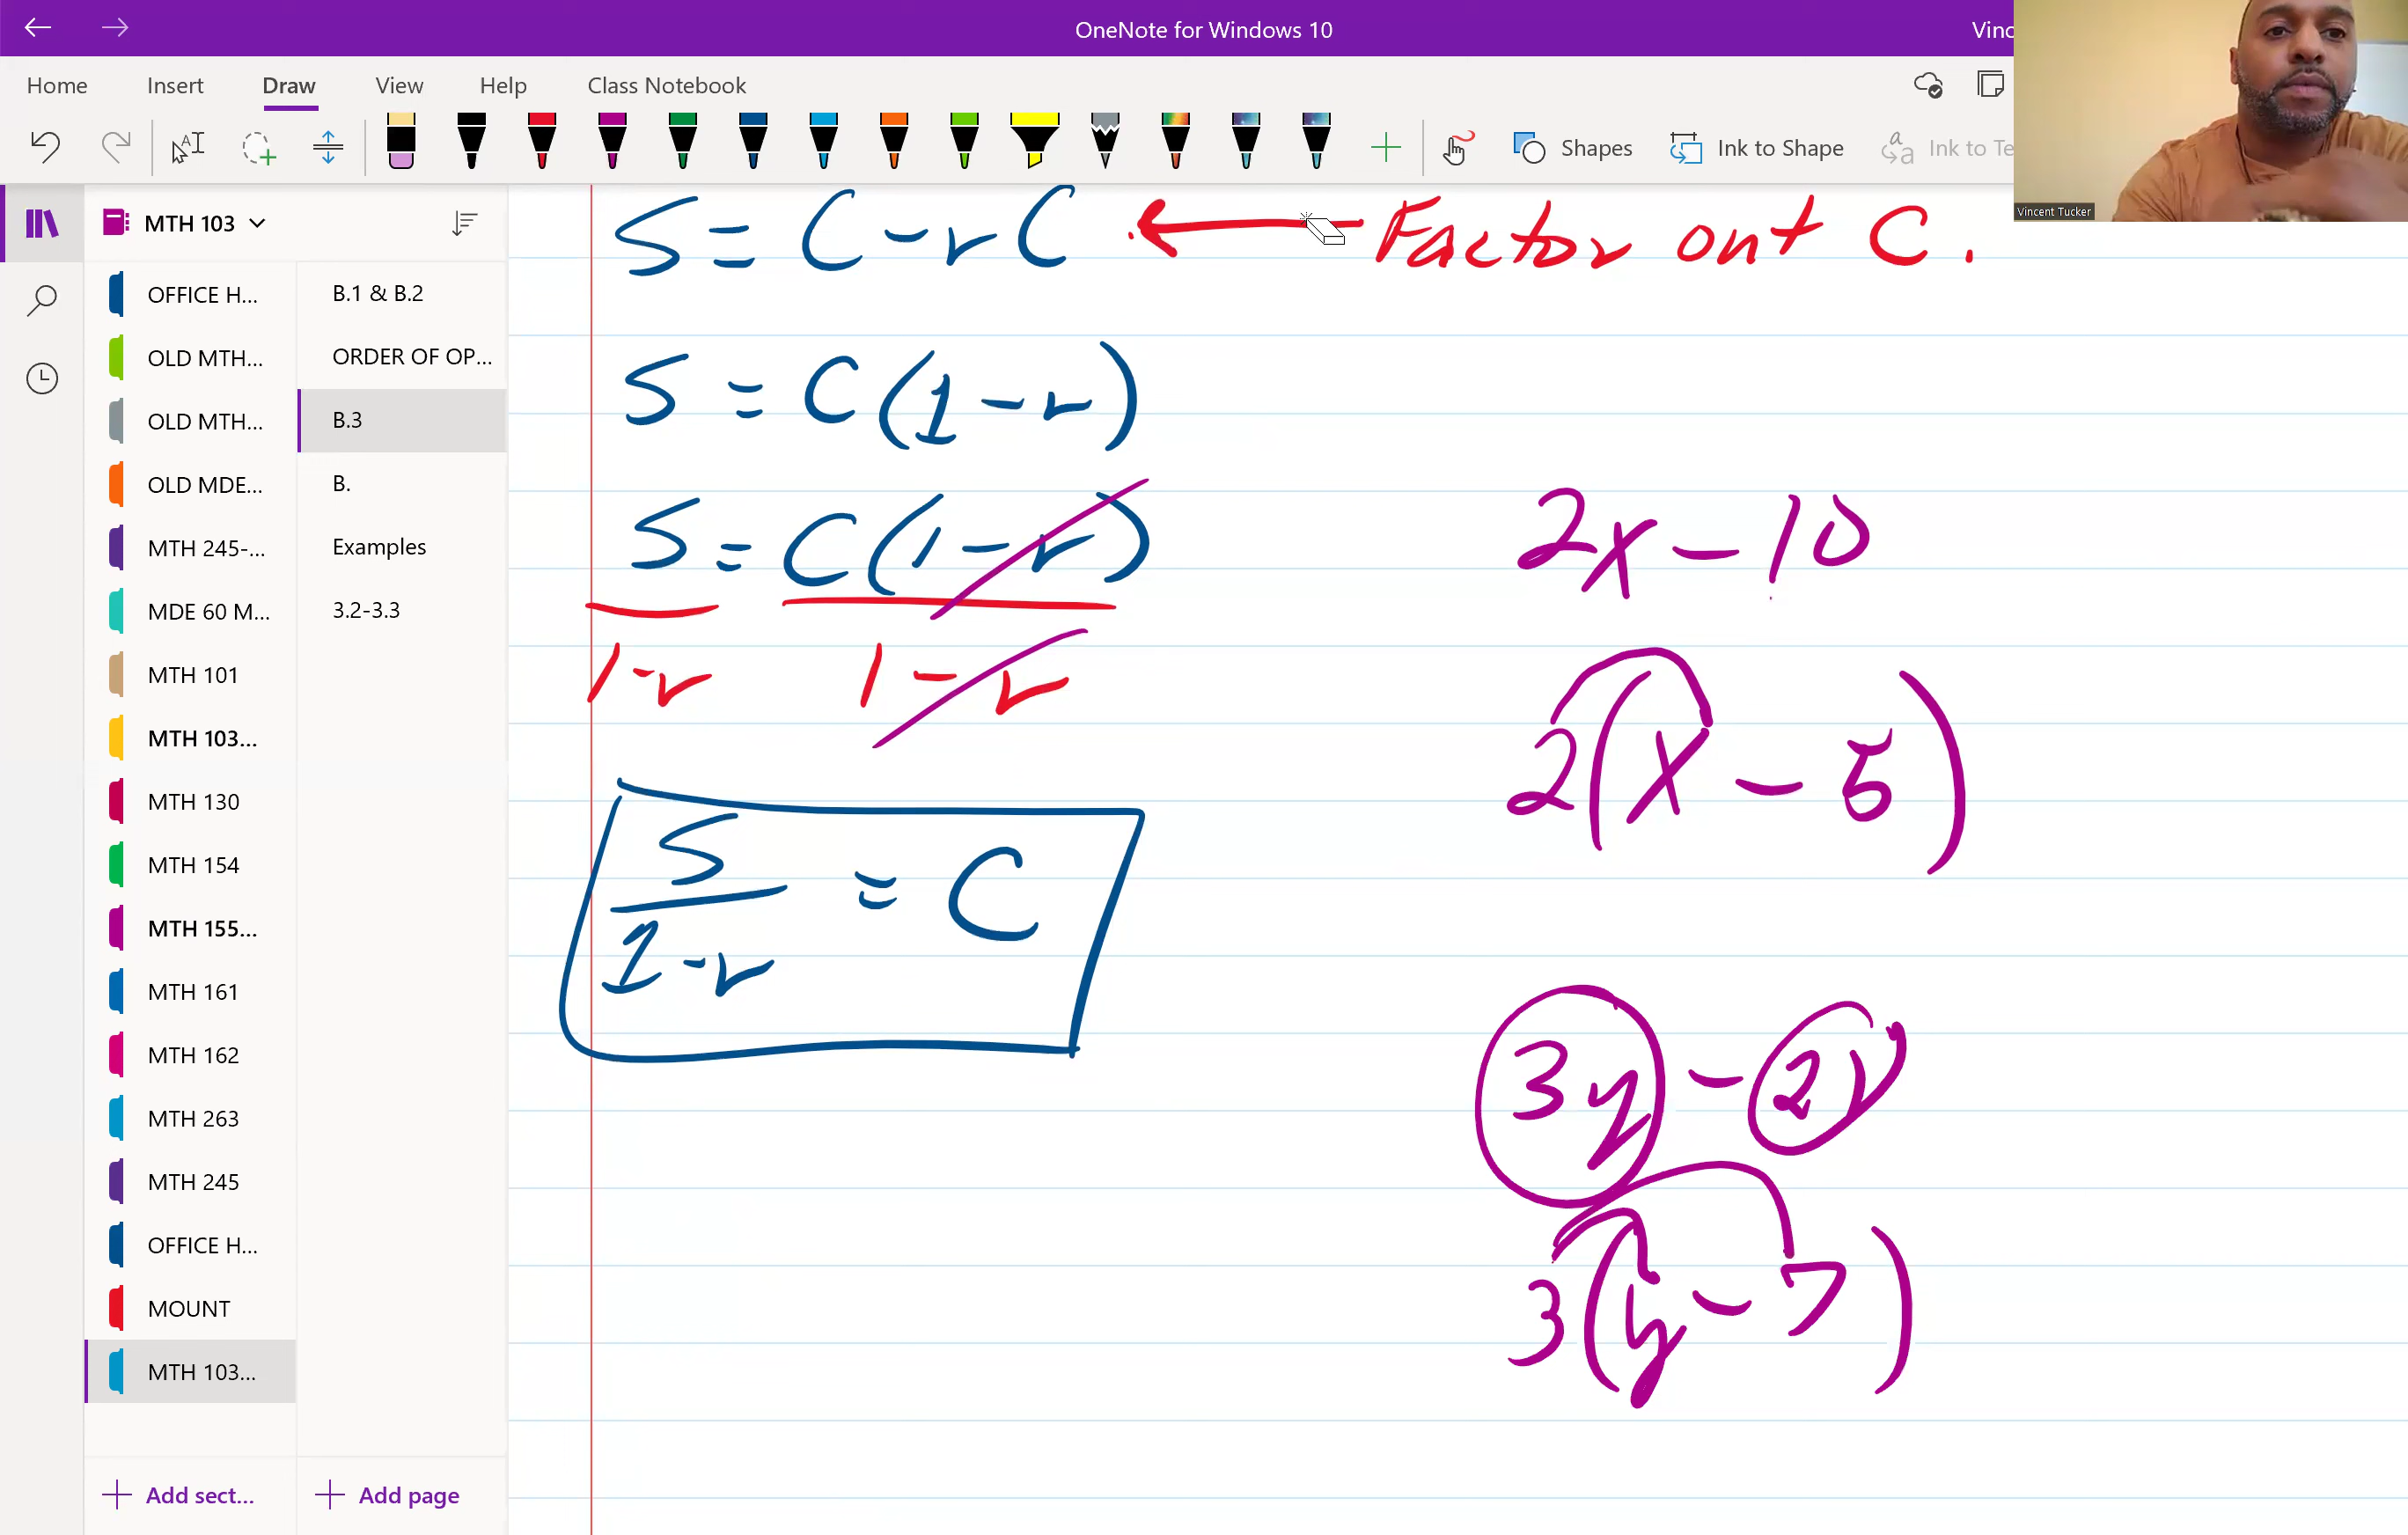 OneNote for Windows 10
Vinc
Home Insert Draw View Help Class Notebook
Shapes Ink to Shape Ink to Te
Vincent Tucker
MTH 103
OFFICE H...
OLD MTH...
OLD MTH...
OLD MDE...
MTH 245-...
MDE 60 M...
MTH 101
MTH 103...
MTH 130
MTH 154
MTH 155...
MTH 161
MTH 162
MTH 263
MTH 245
OFFICE H...
MOUNT
MTH 103...
Add sect...
B.1 & B.2
ORDER OF OP...
B.3
B.
Examples
3.2-3.3
Add page
S = C - rC ← Factor out C.
S = C(1 - r)
S = C(1 - r)
1 - r 1 - r
S
1 - r = C
2x - 10
2(x - 5)
3y - 21
3(y - 7)